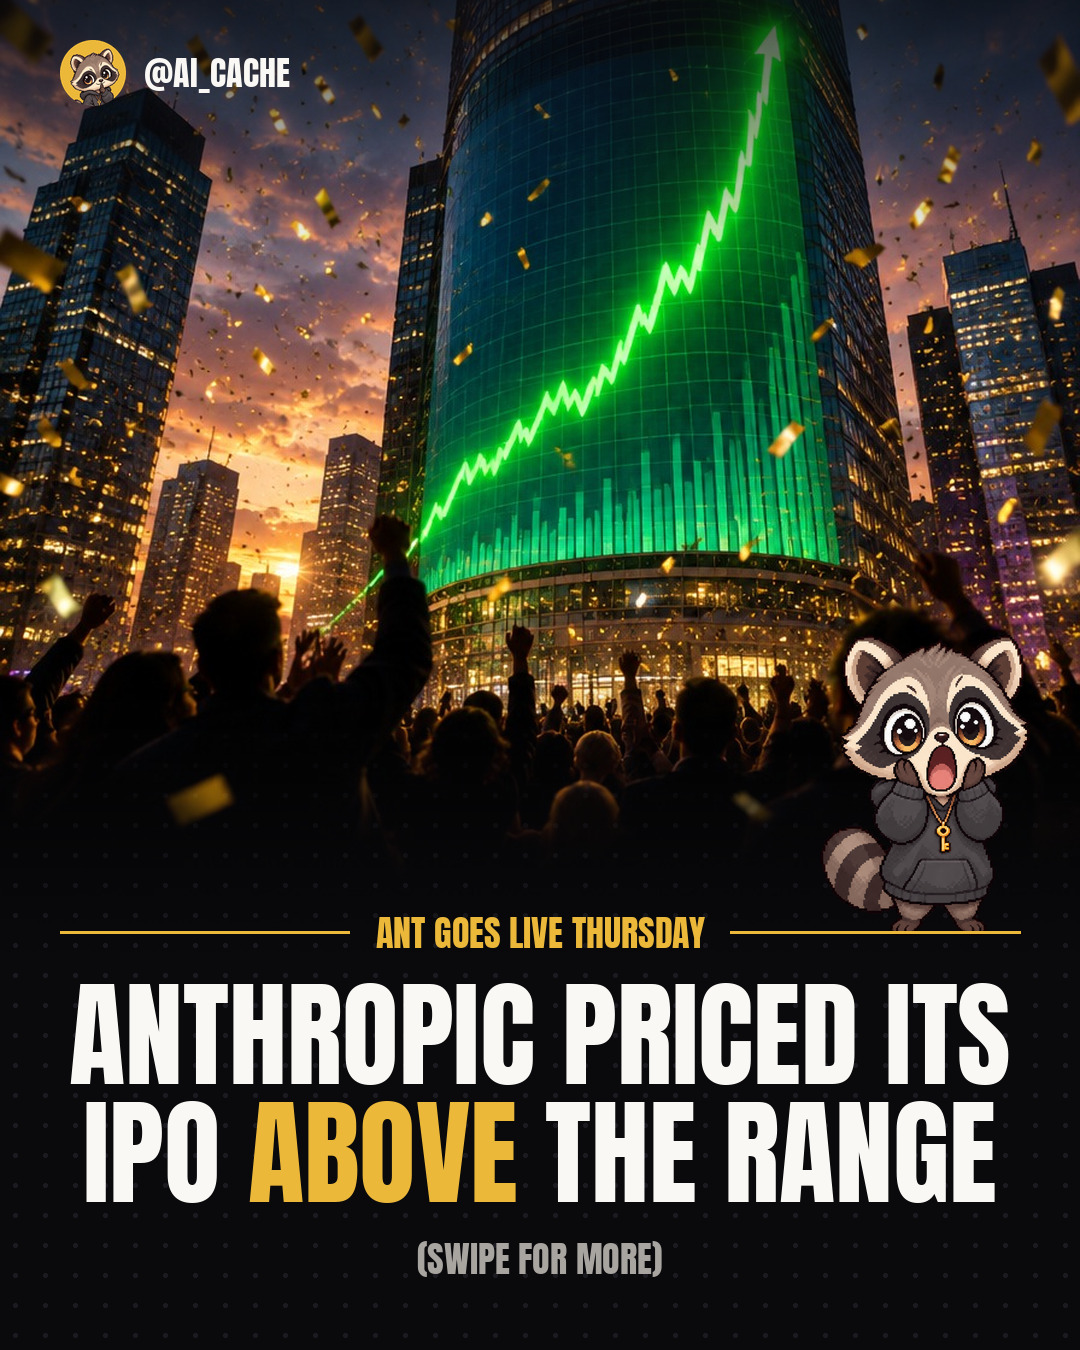 @AI_CACHE
ANT GOES LIVE THURSDAY
ANTHROPIC PRICED ITS
IPO ABOVE THE RANGE
(SWIPE FOR MORE)